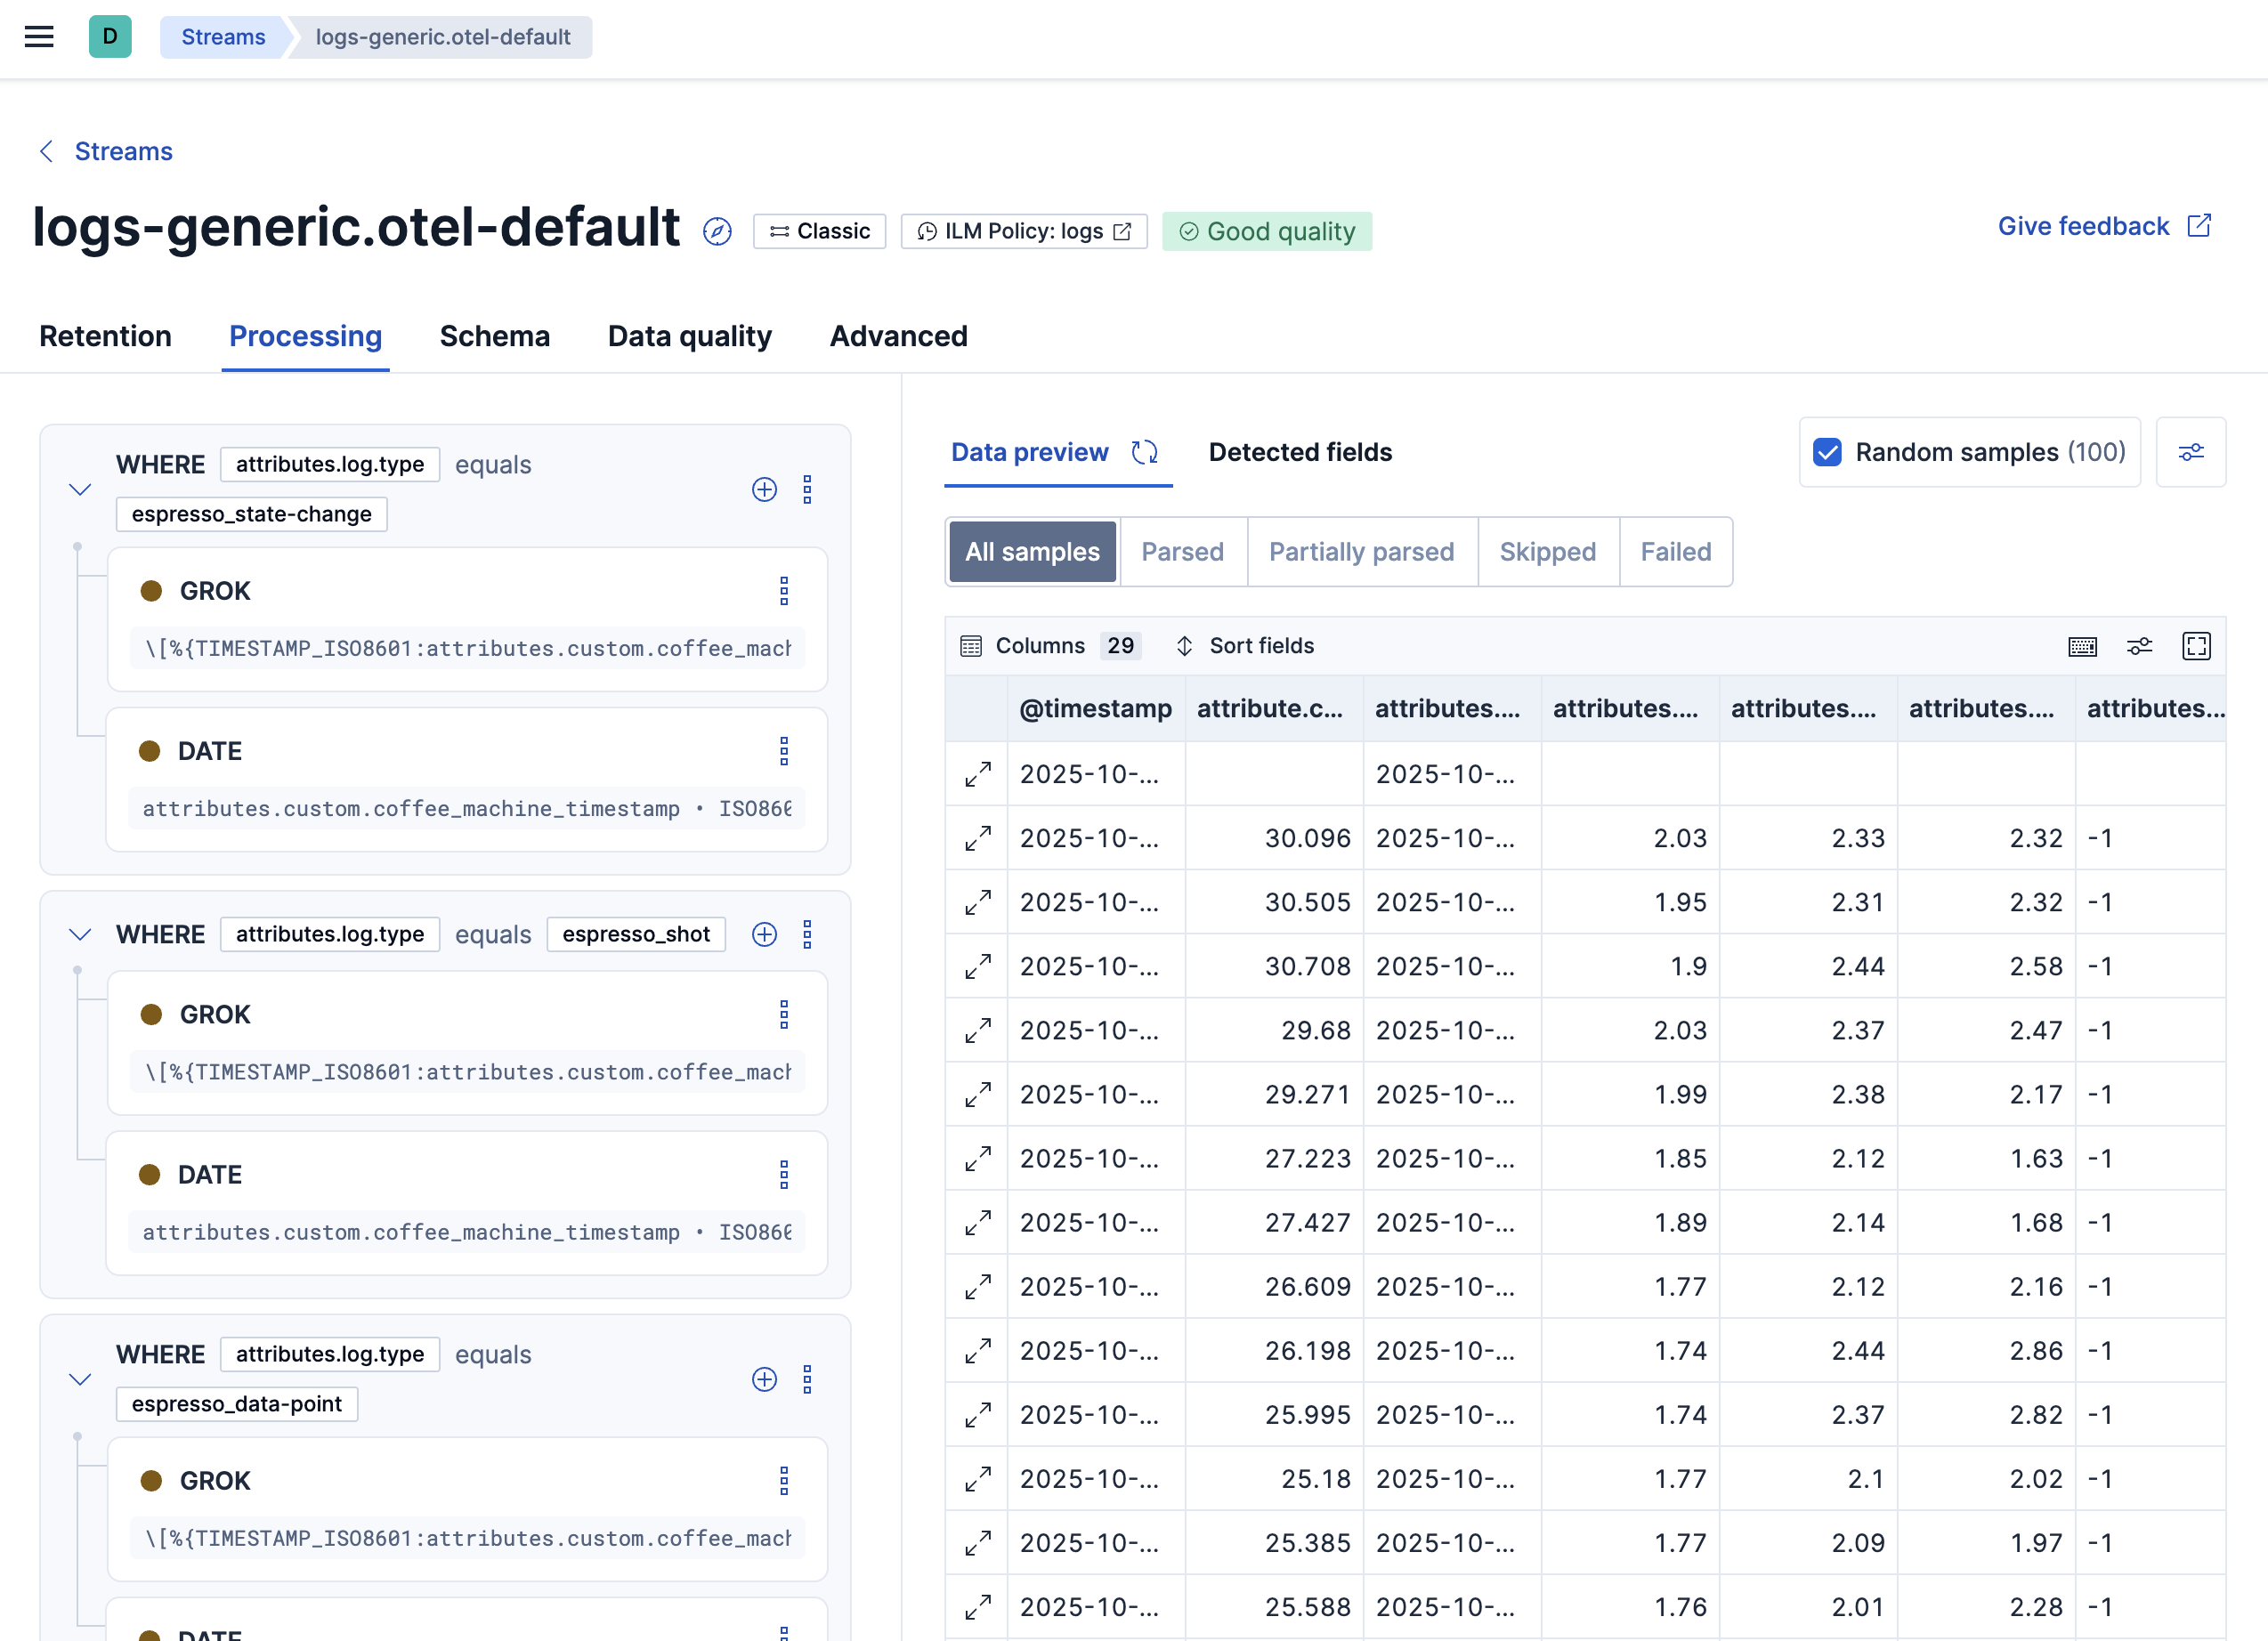 D Streams logs-generic.otel-default
Streams
logs-generic.otel-default Classic ILM Policy: logs Good quality Give feedback
Retention Processing Schema Data quality Advanced
WHERE attributes.log.type equals
espresso_state-change
GROK
\[%{TIMESTAMP_ISO8601:attributes.custom.coffee_mach
DATE
attributes.custom.coffee_machine_timestamp • ISO860
WHERE attributes.log.type equals espresso_shot
GROK
\[%{TIMESTAMP_ISO8601:attributes.custom.coffee_mach
DATE
attributes.custom.coffee_machine_timestamp • ISO860
WHERE attributes.log.type equals
espresso_data-point
GROK
\[%{TIMESTAMP_ISO8601:attributes.custom.coffee_mach
DATE
Data preview Detected fields Random samples (100)
All samples Parsed Partially parsed Skipped Failed
Columns 29 Sort fields
@timestamp attribute.c... attributes.... attributes.... attributes.... attributes.... attributes...
2025-10-... 2025-10-...
2025-10-... 30.096 2025-10-... 2.03 2.33 2.32 -1
2025-10-... 30.505 2025-10-... 1.95 2.31 2.32 -1
2025-10-... 30.708 2025-10-... 1.9 2.44 2.58 -1
2025-10-... 29.68 2025-10-... 2.03 2.37 2.47 -1
2025-10-... 29.271 2025-10-... 1.99 2.38 2.17 -1
2025-10-... 27.223 2025-10-... 1.85 2.12 1.63 -1
2025-10-... 27.427 2025-10-... 1.89 2.14 1.68 -1
2025-10-... 26.609 2025-10-... 1.77 2.12 2.16 -1
2025-10-... 26.198 2025-10-... 1.74 2.44 2.86 -1
2025-10-... 25.995 2025-10-... 1.74 2.37 2.82 -1
2025-10-... 25.18 2025-10-... 1.77 2.1 2.02 -1
2025-10-... 25.385 2025-10-... 1.77 2.09 1.97 -1
2025-10-... 25.588 2025-10-... 1.76 2.01 2.28 -1